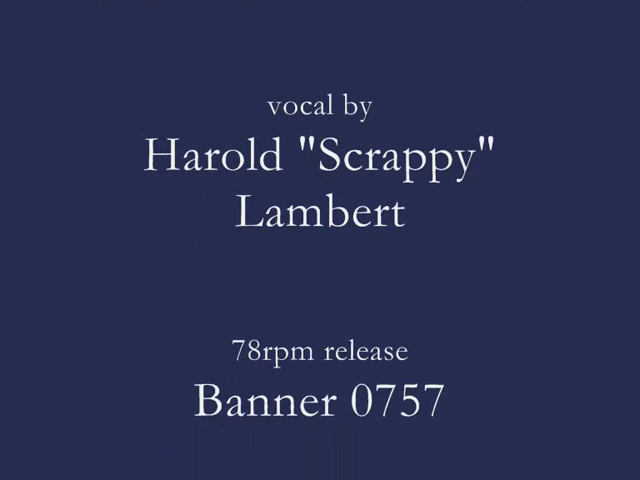 vocal by
Harold "Scrappy"
Lambert
78rpm release
Banner 0757